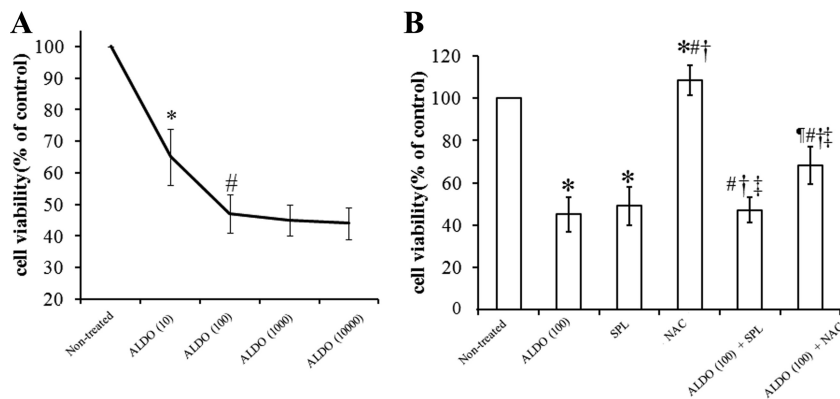 A
cell viability(% of control)
100
90
80
70
60
50
40
30
20
*
#
Non-treated
ALDO (10)
ALDO (100)
ALDO (1000)
ALDO (10000)
B
cell viability(% of control)
120
100
80
60
40
20
0
*
*
*#†
#†‡
¶#†‡
Non-treated
ALDO (100)
SPL
NAC
ALDO (100) + SPL
ALDO (100) + NAC